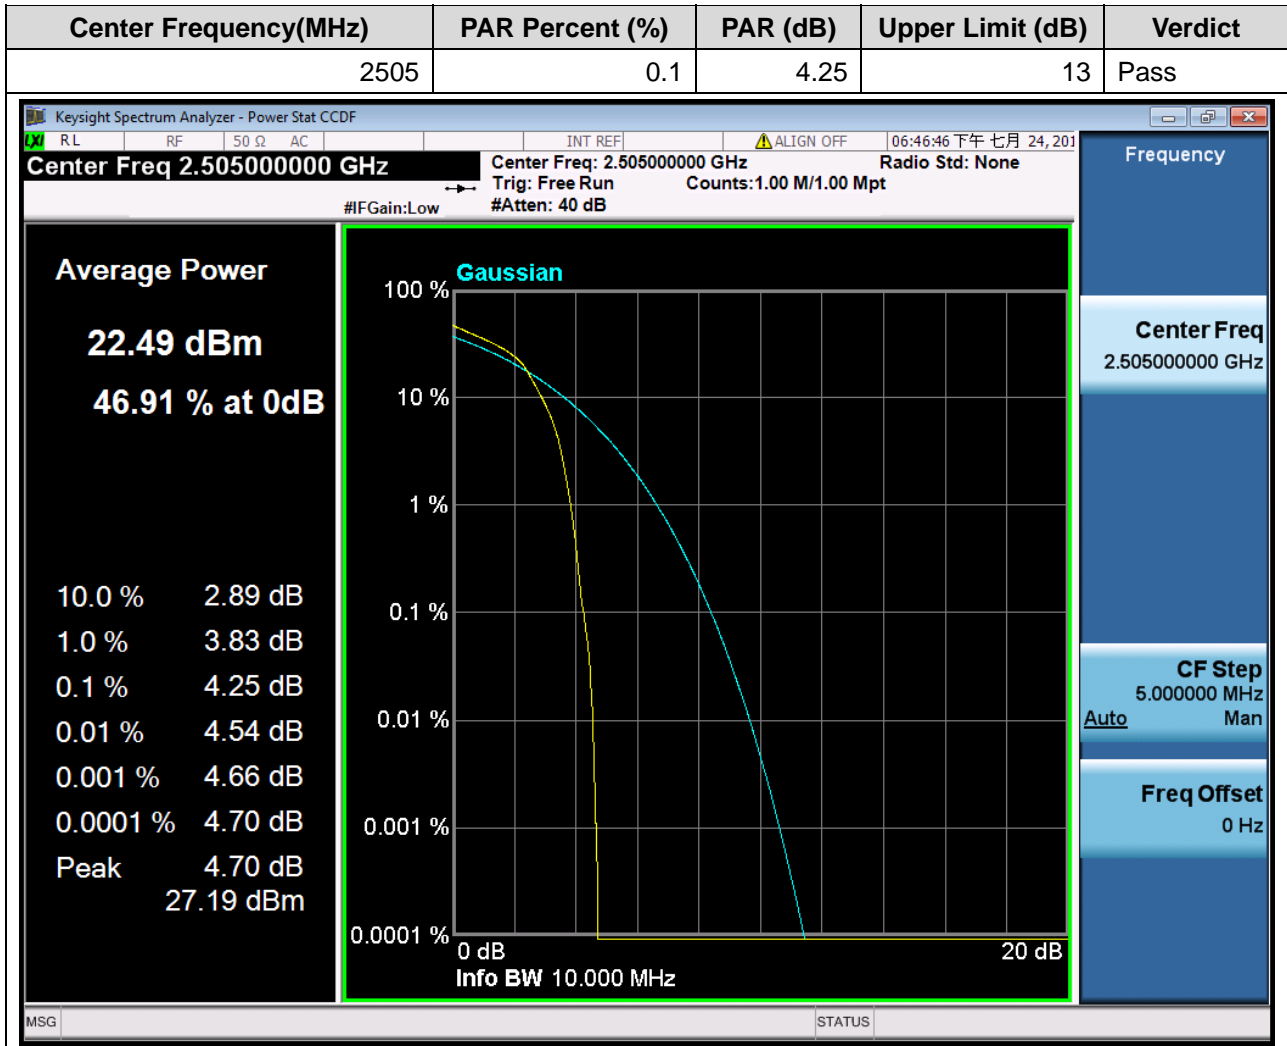 Center Frequency(MHz) PAR Percent (%) PAR (dB) Upper Limit (dB) Verdict
2505 0.1 4.25 13 Pass
Keysight Spectrum Analyzer - Power Stat CCDF
LXI RL RF 50 Ω AC INT REF ALIGN OFF 06:46:46 下午 七月 24, 201
Center Freq 2.505000000 GHz
#IFGain:Low
Center Freq: 2.505000000 GHz Radio Std: None
Trig: Free Run Counts:1.00 M/1.00 Mpt
#Atten: 40 dB
Frequency
Average Power
22.49 dBm
46.91 % at 0dB
10.0 % 2.89 dB
1.0 % 3.83 dB
0.1 % 4.25 dB
0.01 % 4.54 dB
0.001 % 4.66 dB
0.0001 % 4.70 dB
Peak 4.70 dB
27.19 dBm
Gaussian
100 %
10 %
1 %
0.1 %
0.01 %
0.001 %
0.0001 %
0 dB 20 dB
Info BW 10.000 MHz
Center Freq
2.505000000 GHz
CF Step
5.000000 MHz
Auto Man
Freq Offset
0 Hz
MSG STATUS